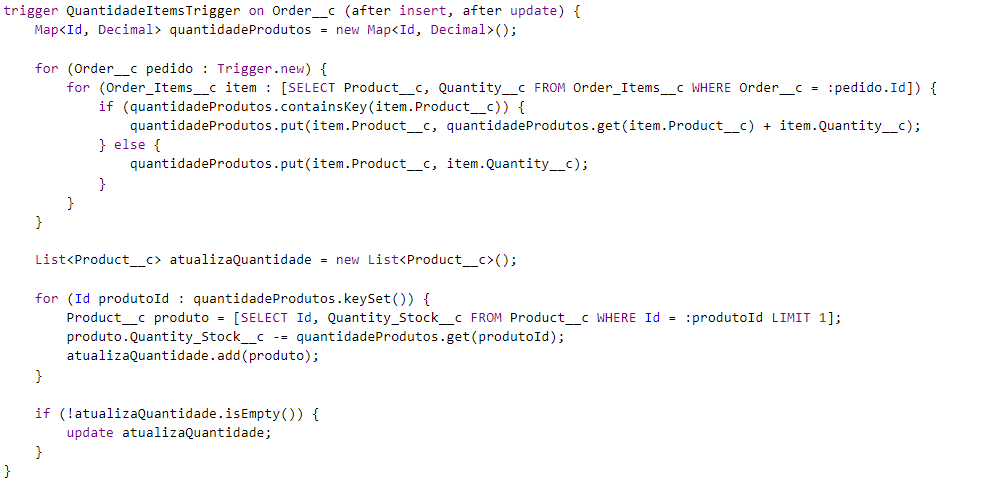 trigger QuantidadeItemsTrigger on Order__c (after insert, after update) {
    Map<Id, Decimal> quantidadeProdutos = new Map<Id, Decimal>();

    for (Order__c pedido : Trigger.new) {
        for (Order_Items__c item : [SELECT Product__c, Quantity__c FROM Order_Items__c WHERE Order__c = :pedido.Id]) {
            if (quantidadeProdutos.containsKey(item.Product__c)) {
                quantidadeProdutos.put(item.Product__c, quantidadeProdutos.get(item.Product__c) + item.Quantity__c);
            } else {
                quantidadeProdutos.put(item.Product__c, item.Quantity__c);
            }
        }
    }

    List<Product__c> atualizaQuantidade = new List<Product__c>();

    for (Id produtoId : quantidadeProdutos.keySet()) {
        Product__c produto = [SELECT Id, Quantity_Stock__c FROM Product__c WHERE Id = :produtoId LIMIT 1];
        produto.Quantity_Stock__c -= quantidadeProdutos.get(produtoId);
        atualizaQuantidade.add(produto);
    }

    if (!atualizaQuantidade.isEmpty()) {
        update atualizaQuantidade;
    }
}